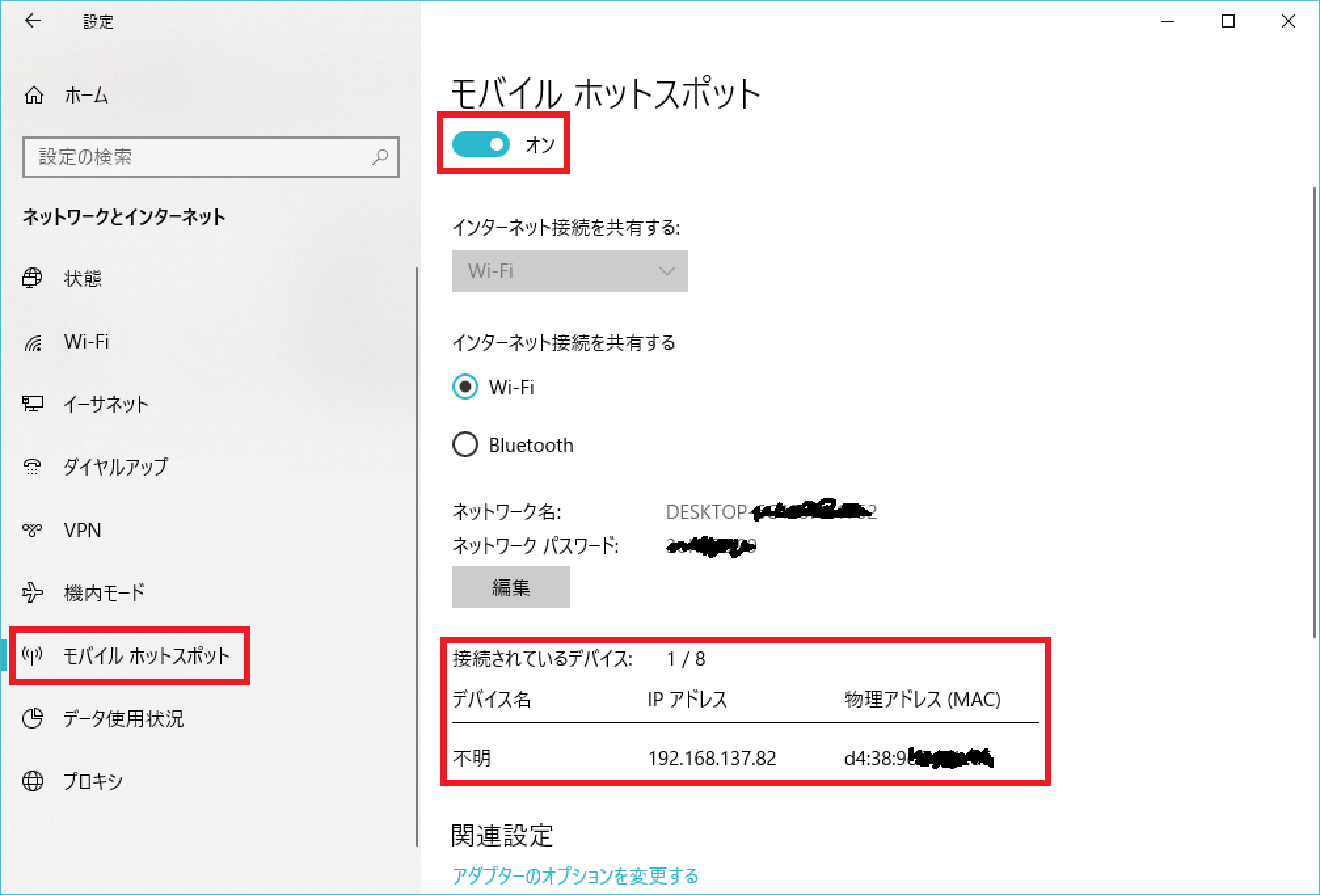 設定
ホーム
設定の検索
ネットワークとインターネット
状態
Wi-Fi
イーサネット
ダイヤルアップ
VPN
機内モード
モバイル ホットスポット
データ使用状況
プロキシ
モバイル ホットスポット
オン
インターネット接続を共有する:
Wi-Fi
インターネット接続を共有する
Wi-Fi
Bluetooth
ネットワーク名: DESKTOP-
ネットワーク パスワード:
編集
接続されているデバイス: 1 / 8
デバイス名 IP アドレス 物理アドレス (MAC)
不明 192.168.137.82 d4:38:9
関連設定
アダプターのオプションを変更する